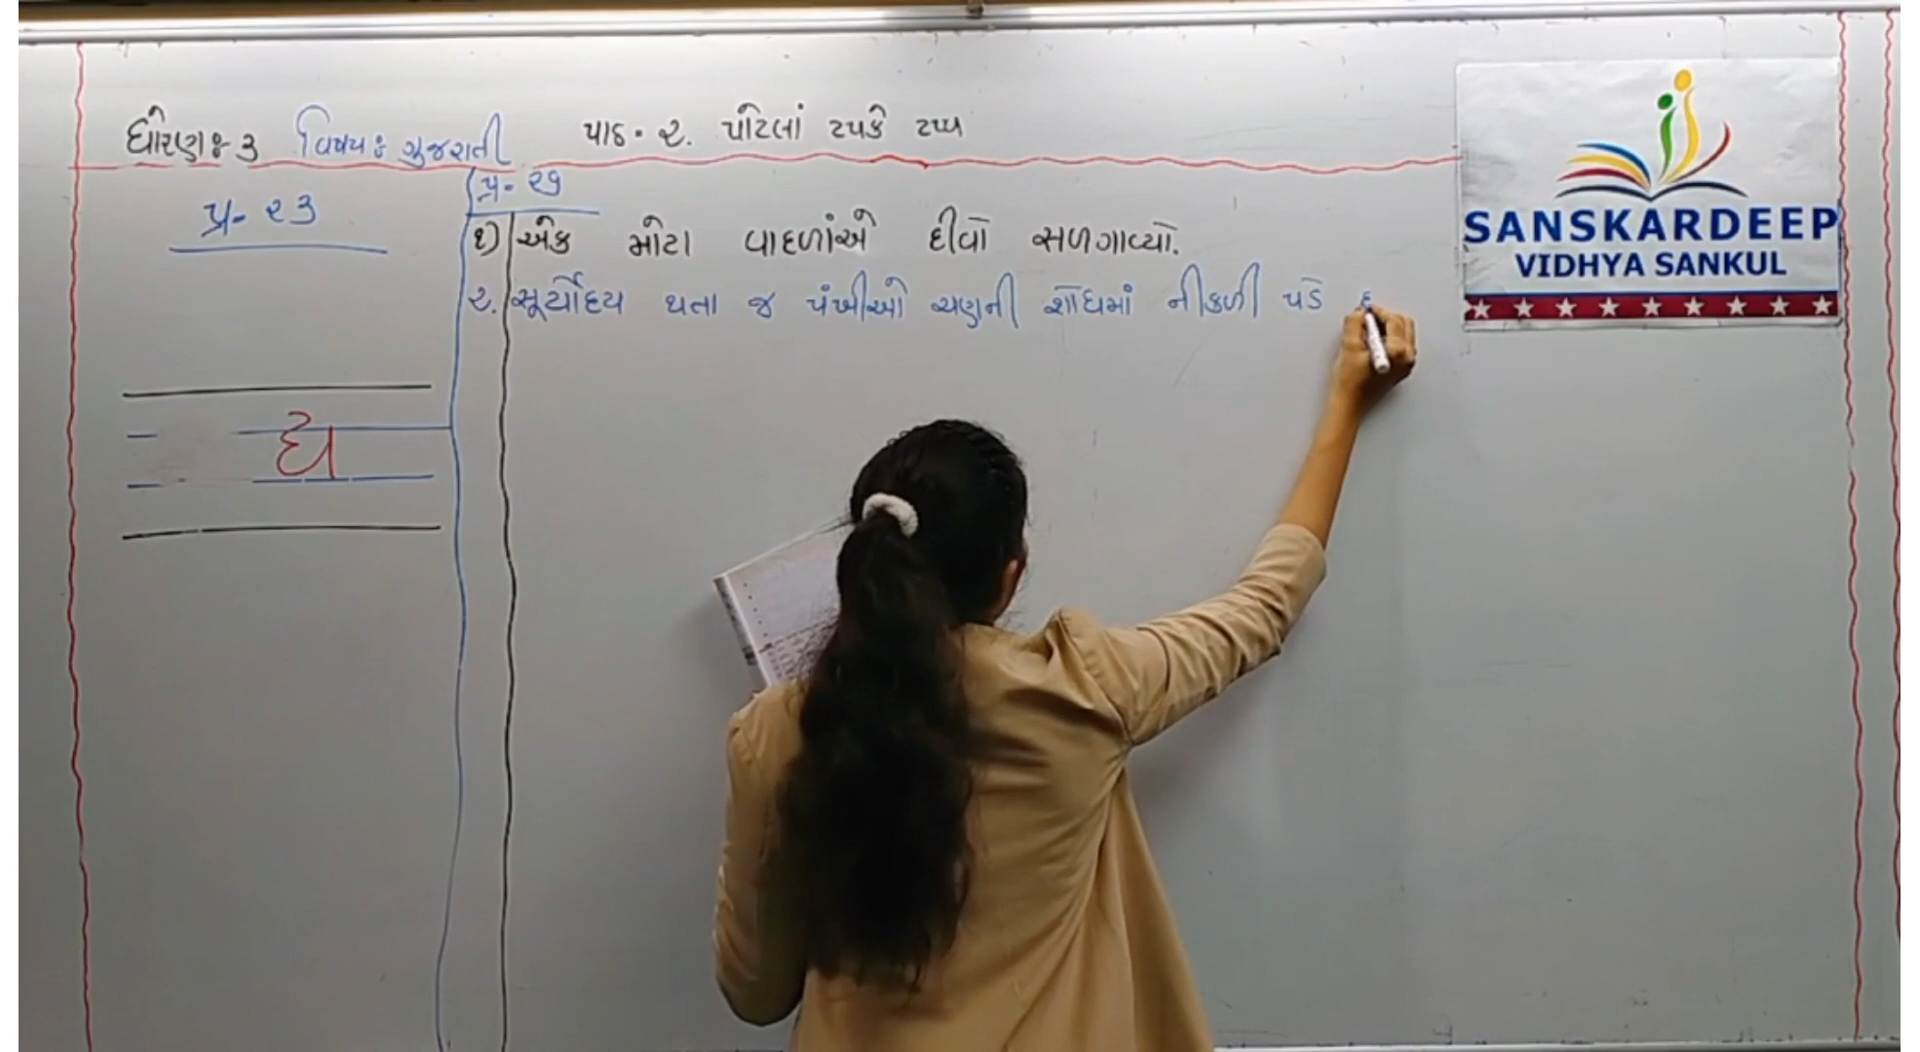 ધોરણઃ ૩ વિષયઃ ગુજરાતી પાઠ. ૨. પાંટલાં ટપકે ટપ
પ્ર- ૨૩
પ્ર- ૨૬
૧) એક મોટા વાદળાંએ દીવો સળગાવ્યો.
૨. સૂર્યોદય થતા જ પંખીઓ ચણની શોધમાં નીકળી પડે
ઘ
SANSKARDEEP
VIDHYA SANKUL